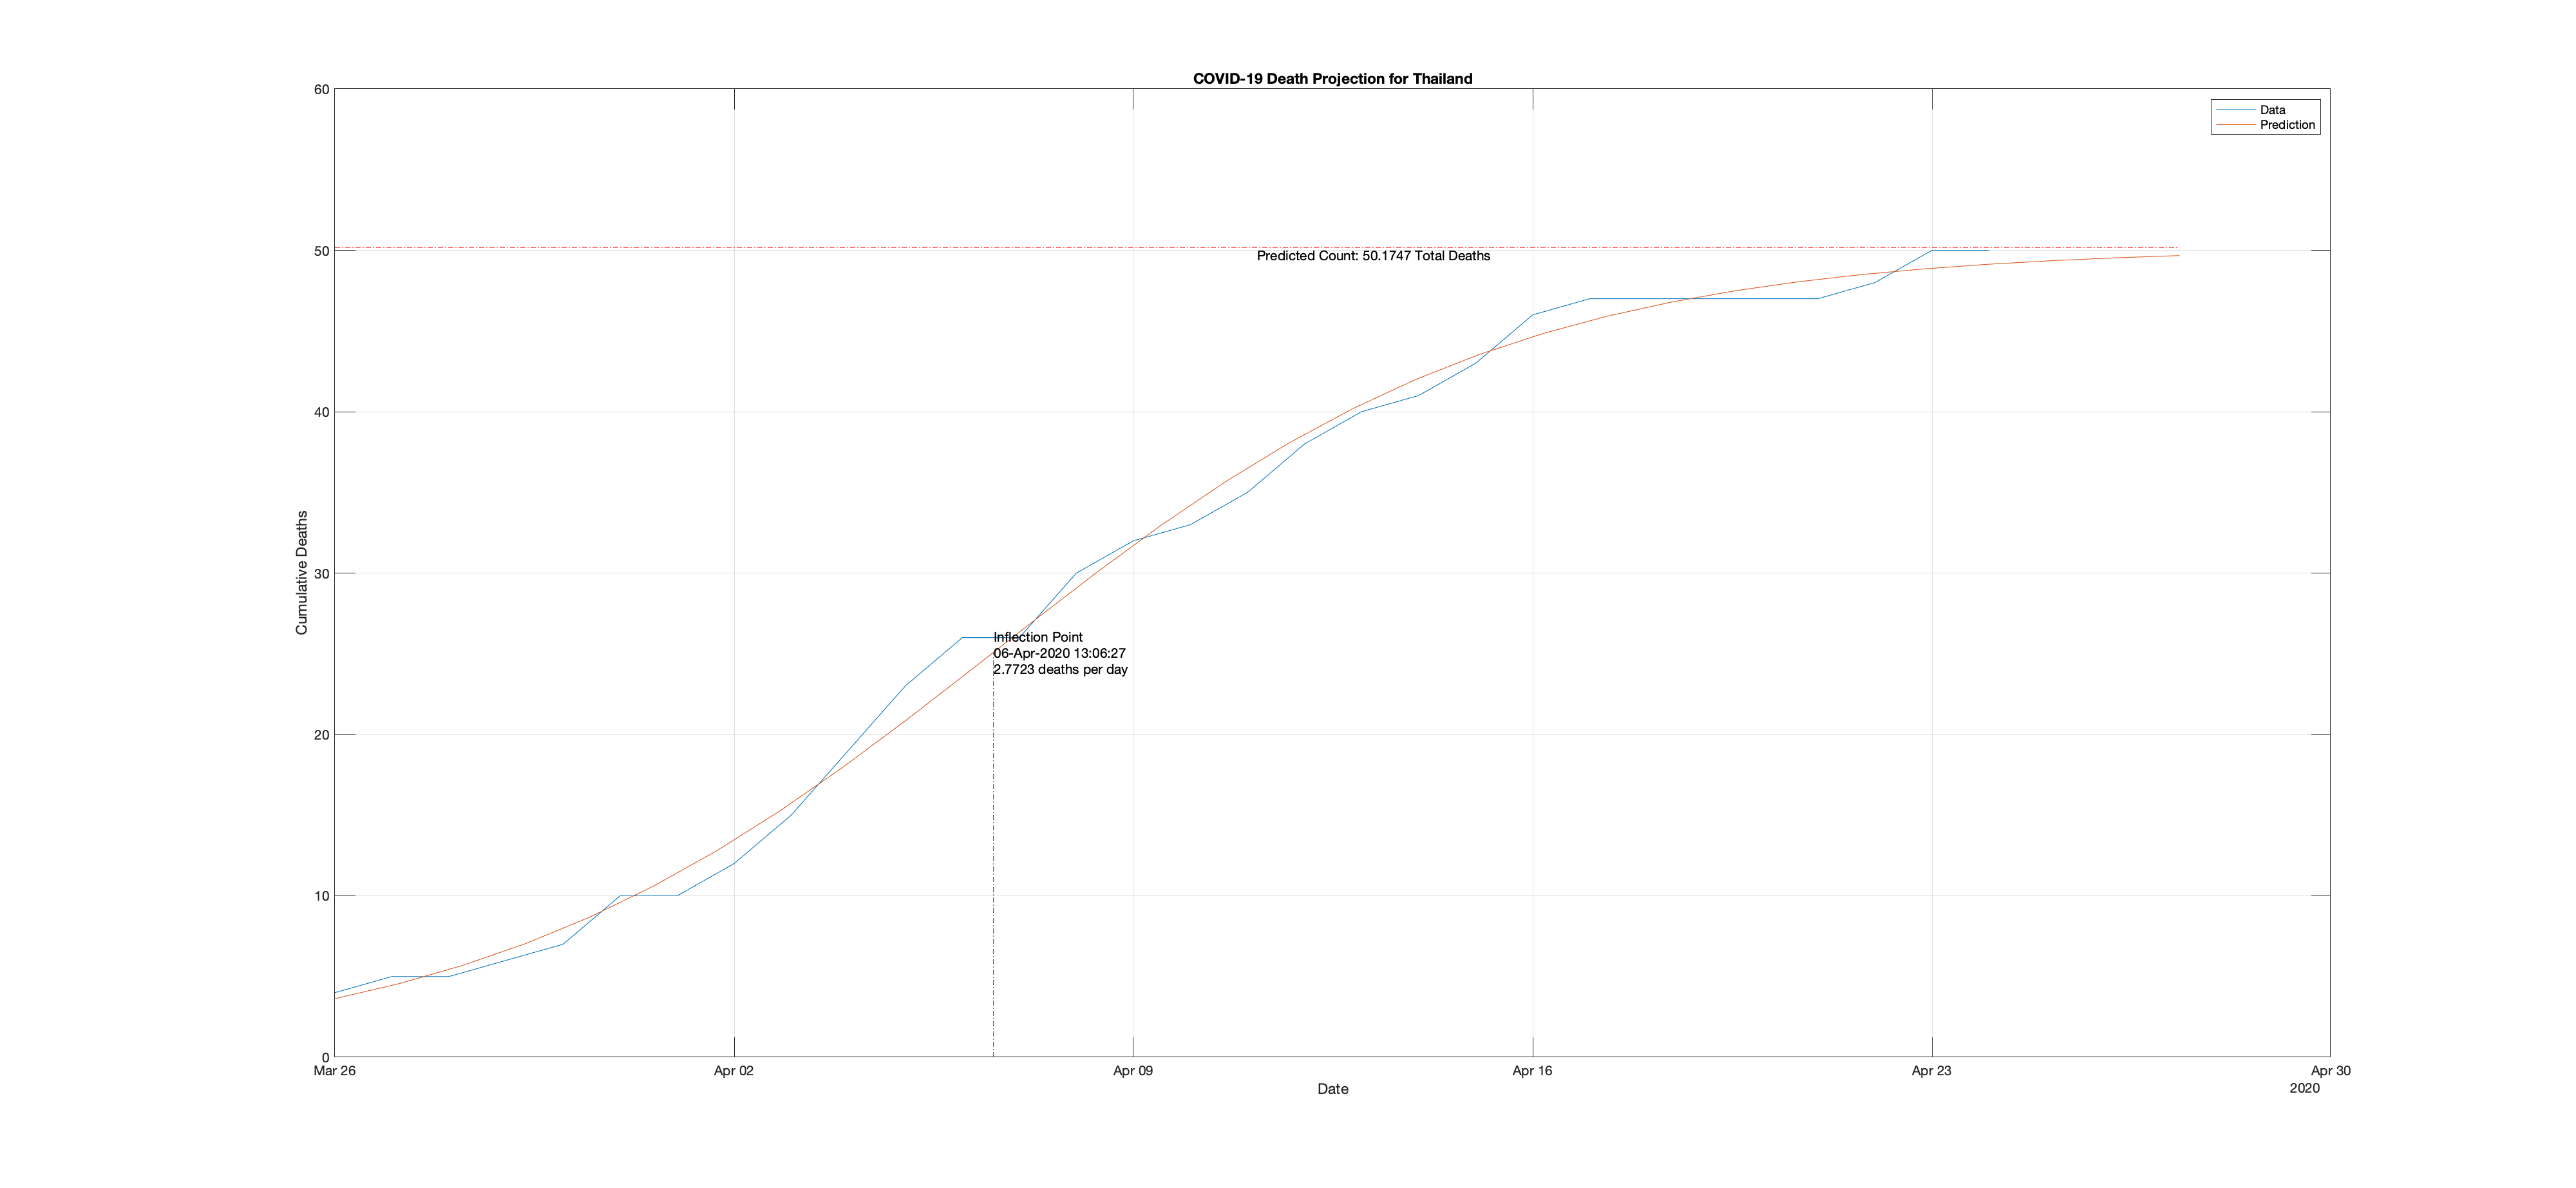 COVID-19 Death Projection for Thailand
60
50
40
30
20
10
0
Cumulative Deaths
Data
Prediction
Predicted Count: 50.1747 Total Deaths
Inflection Point
06-Apr-2020 13:06:27
2.7723 deaths per day
Mar 26
Apr 02
Apr 09
Apr 16
Apr 23
Apr 30
2020
Date